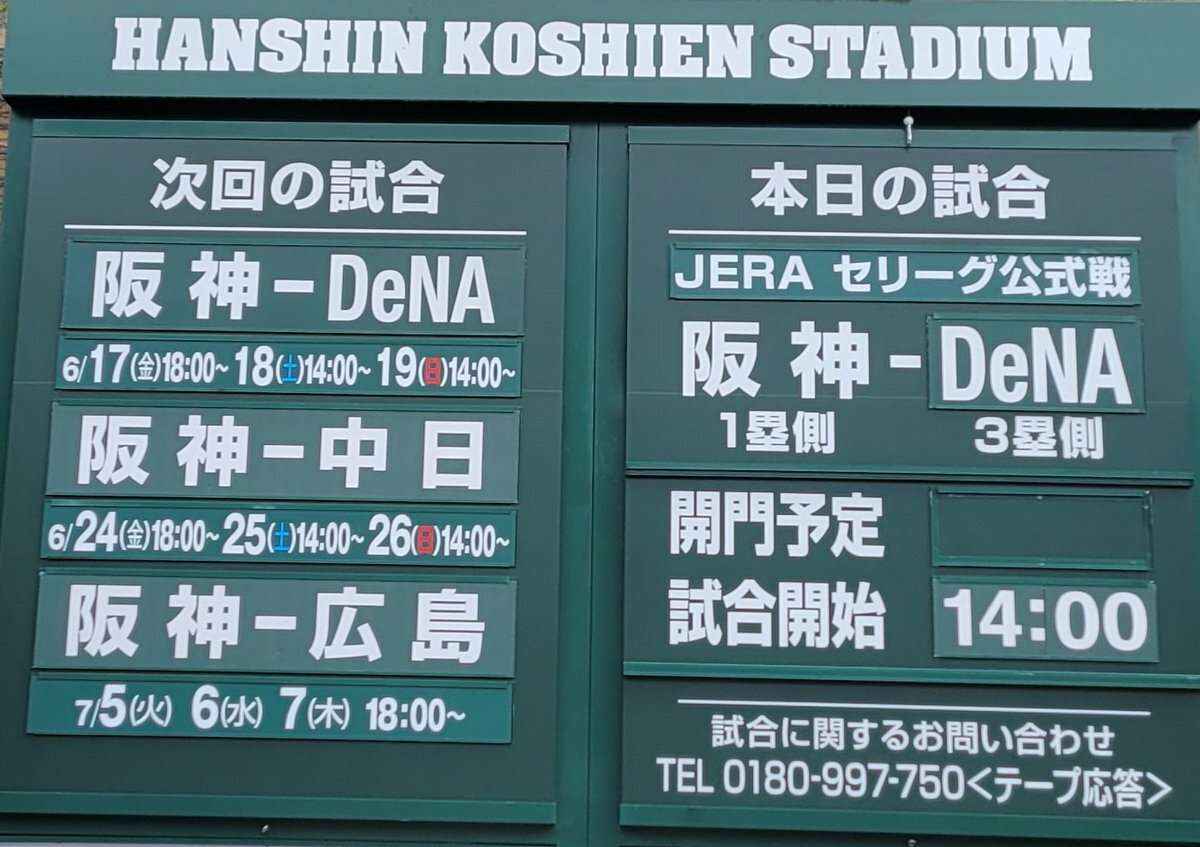 HANSHIN KOSHIEN STADIUM
次回の試合
阪神-DeNA
6/17(金)18:00~ 18(土)14:00~ 19(日)14:00~
阪神-中日
6/24(金)18:00~ 25(土)14:00~ 26(日)14:00~
阪神-広島
7/5(火) 6(水) 7(木) 18:00~
本日の試合
JERA セリーグ公式戦
阪神-DeNA
1塁側 3塁側
開門予定
試合開始 14:00
試合に関するお問い合わせ
TEL 0180-997-750<テープ応答>